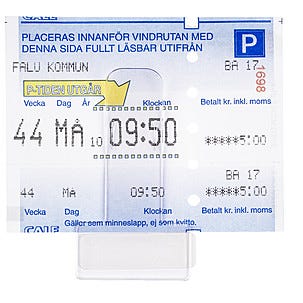 PLACERAS INNANFÖR VINDRUTAN MED
DENNA SIDA FULLT LÄSBAR UTIFRÅN
P
FALU KOMMUN
BA 17
1698
P-TIDEN UTGÅR
Vecka Dag År Klockan Betalt kr. inkl. moms
44 MÅ 10 09:50 *****5:00
BA 17
44 MA 09:50 *****5:00
Vecka Dag Klockan Betalt kr. inkl. moms
CALE Gäller som minneslapp, ej som kvitto.